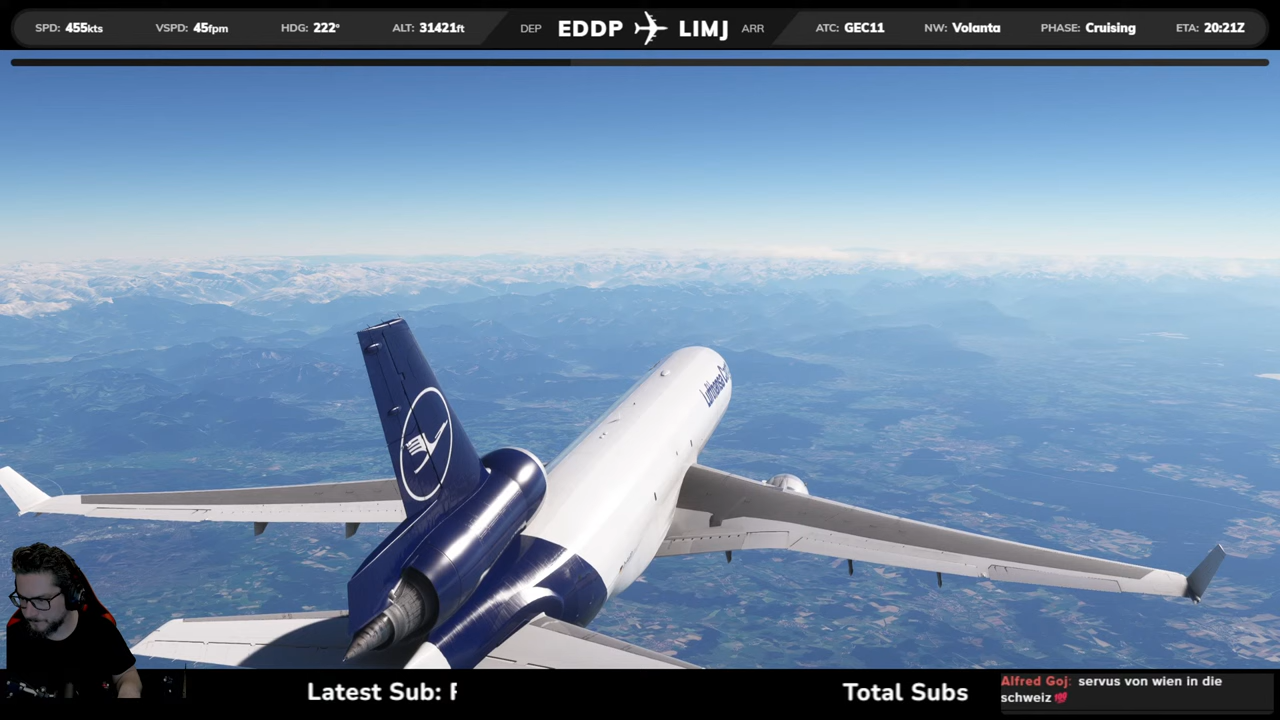 SPD: 455kts VSPD: 45fpm HDG: 222° ALT: 31421ft DEP EDDP LIMJ ARR ATC: GEC11 NW: Volanta PHASE: Cruising ETA: 20:21Z
Lufthansa
Latest Sub: F
Total Subs
Alfred Goj: servus von wien in die
schweiz 💯